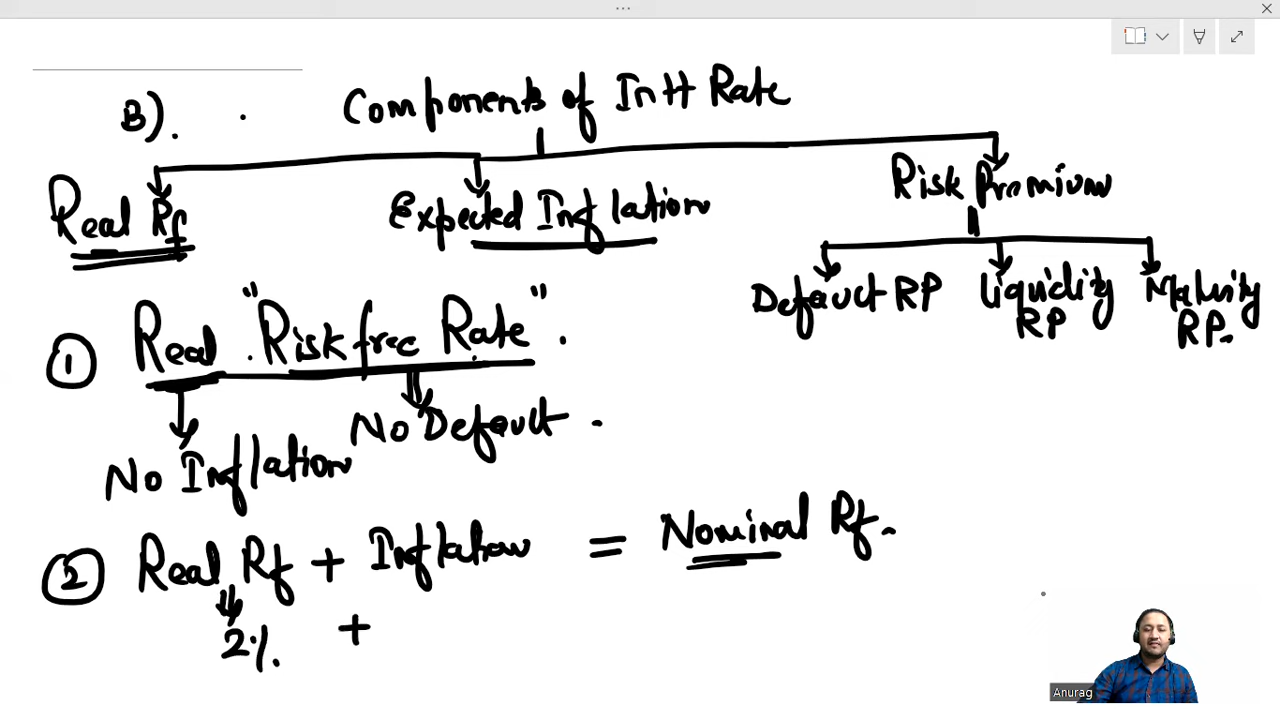 B). Components of Intt Rate
Real Rf Expected Inflation Risk Premium
Default RP Liquidity RP Maturity RP.
① Real "Risk free Rate".
No Inflation No Default.
② Real Rf + Inflation = Nominal Rf.
2% +
Anurag